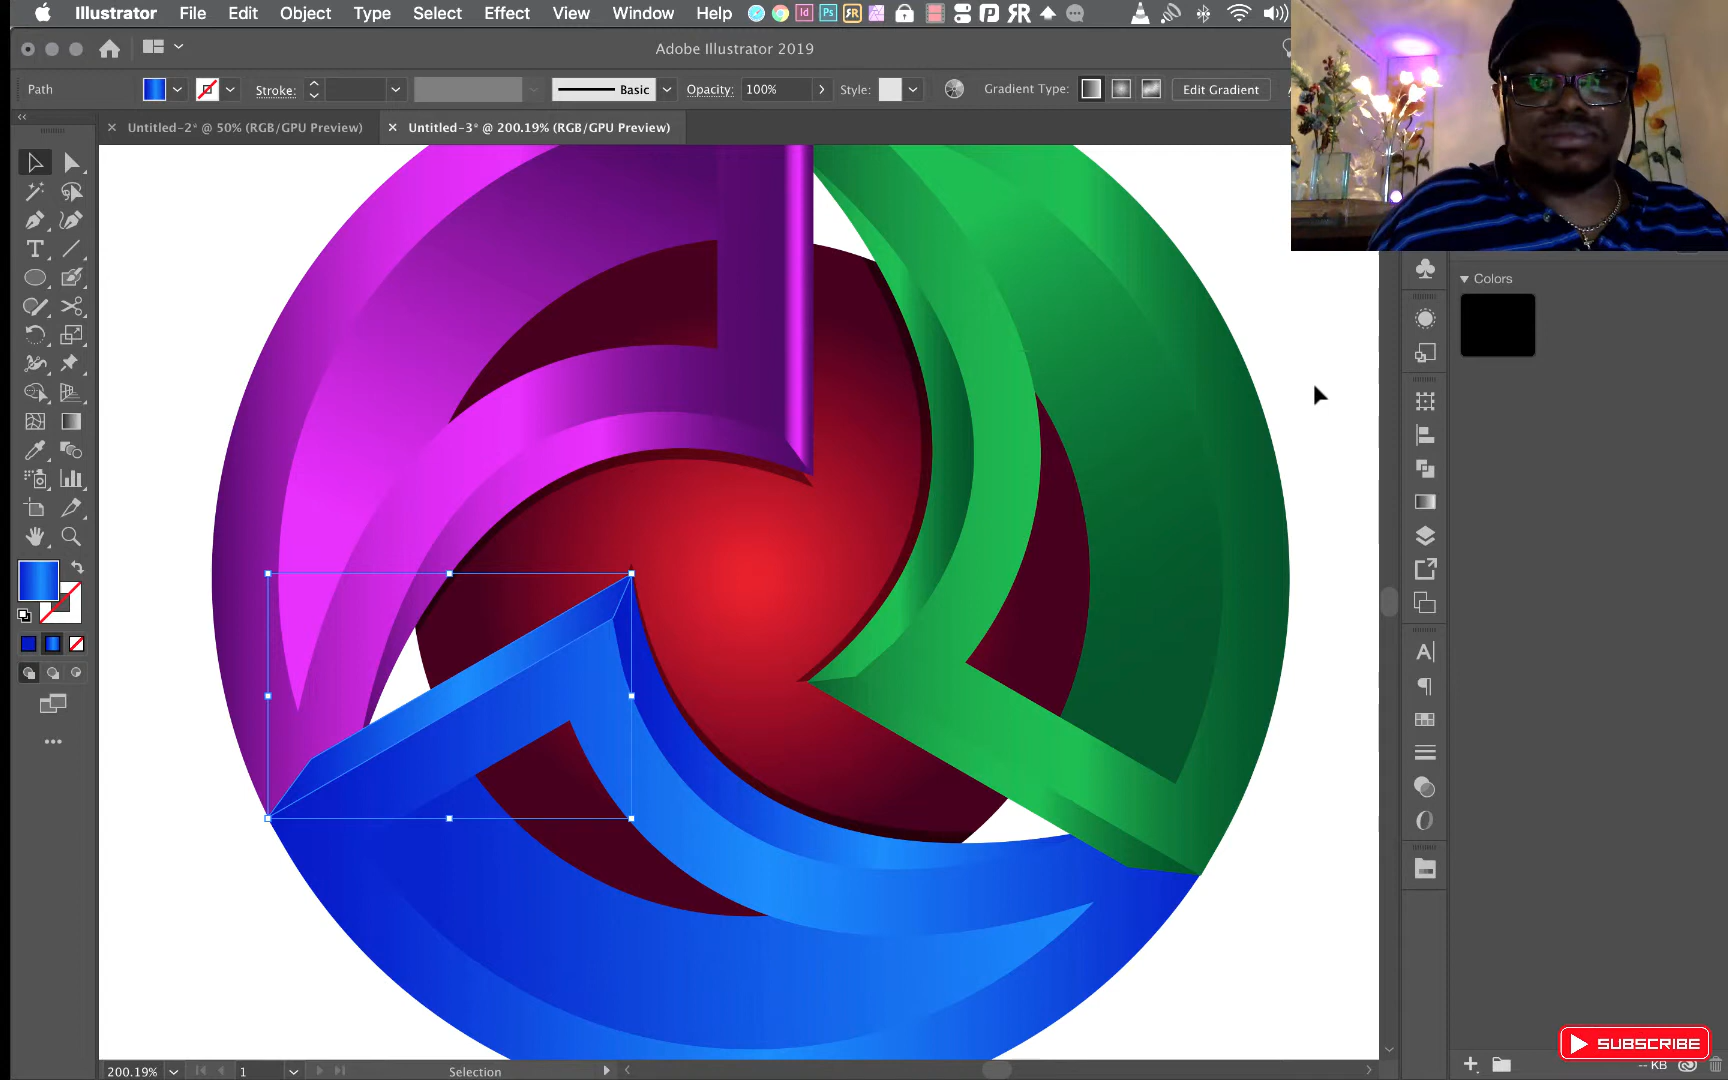 Illustrator File Edit Object Type Select Effect View Window Help
Adobe Illustrator 2019
Path Stroke: Basic Opacity: 100% Style: Gradient Type: Edit Gradient
Untitled-2* @ 50% (RGB/GPU Preview) Untitled-3* @ 200.19% (RGB/GPU Preview)
Colors
200.19% 1 Selection
-- KB
SUBSCRIBE